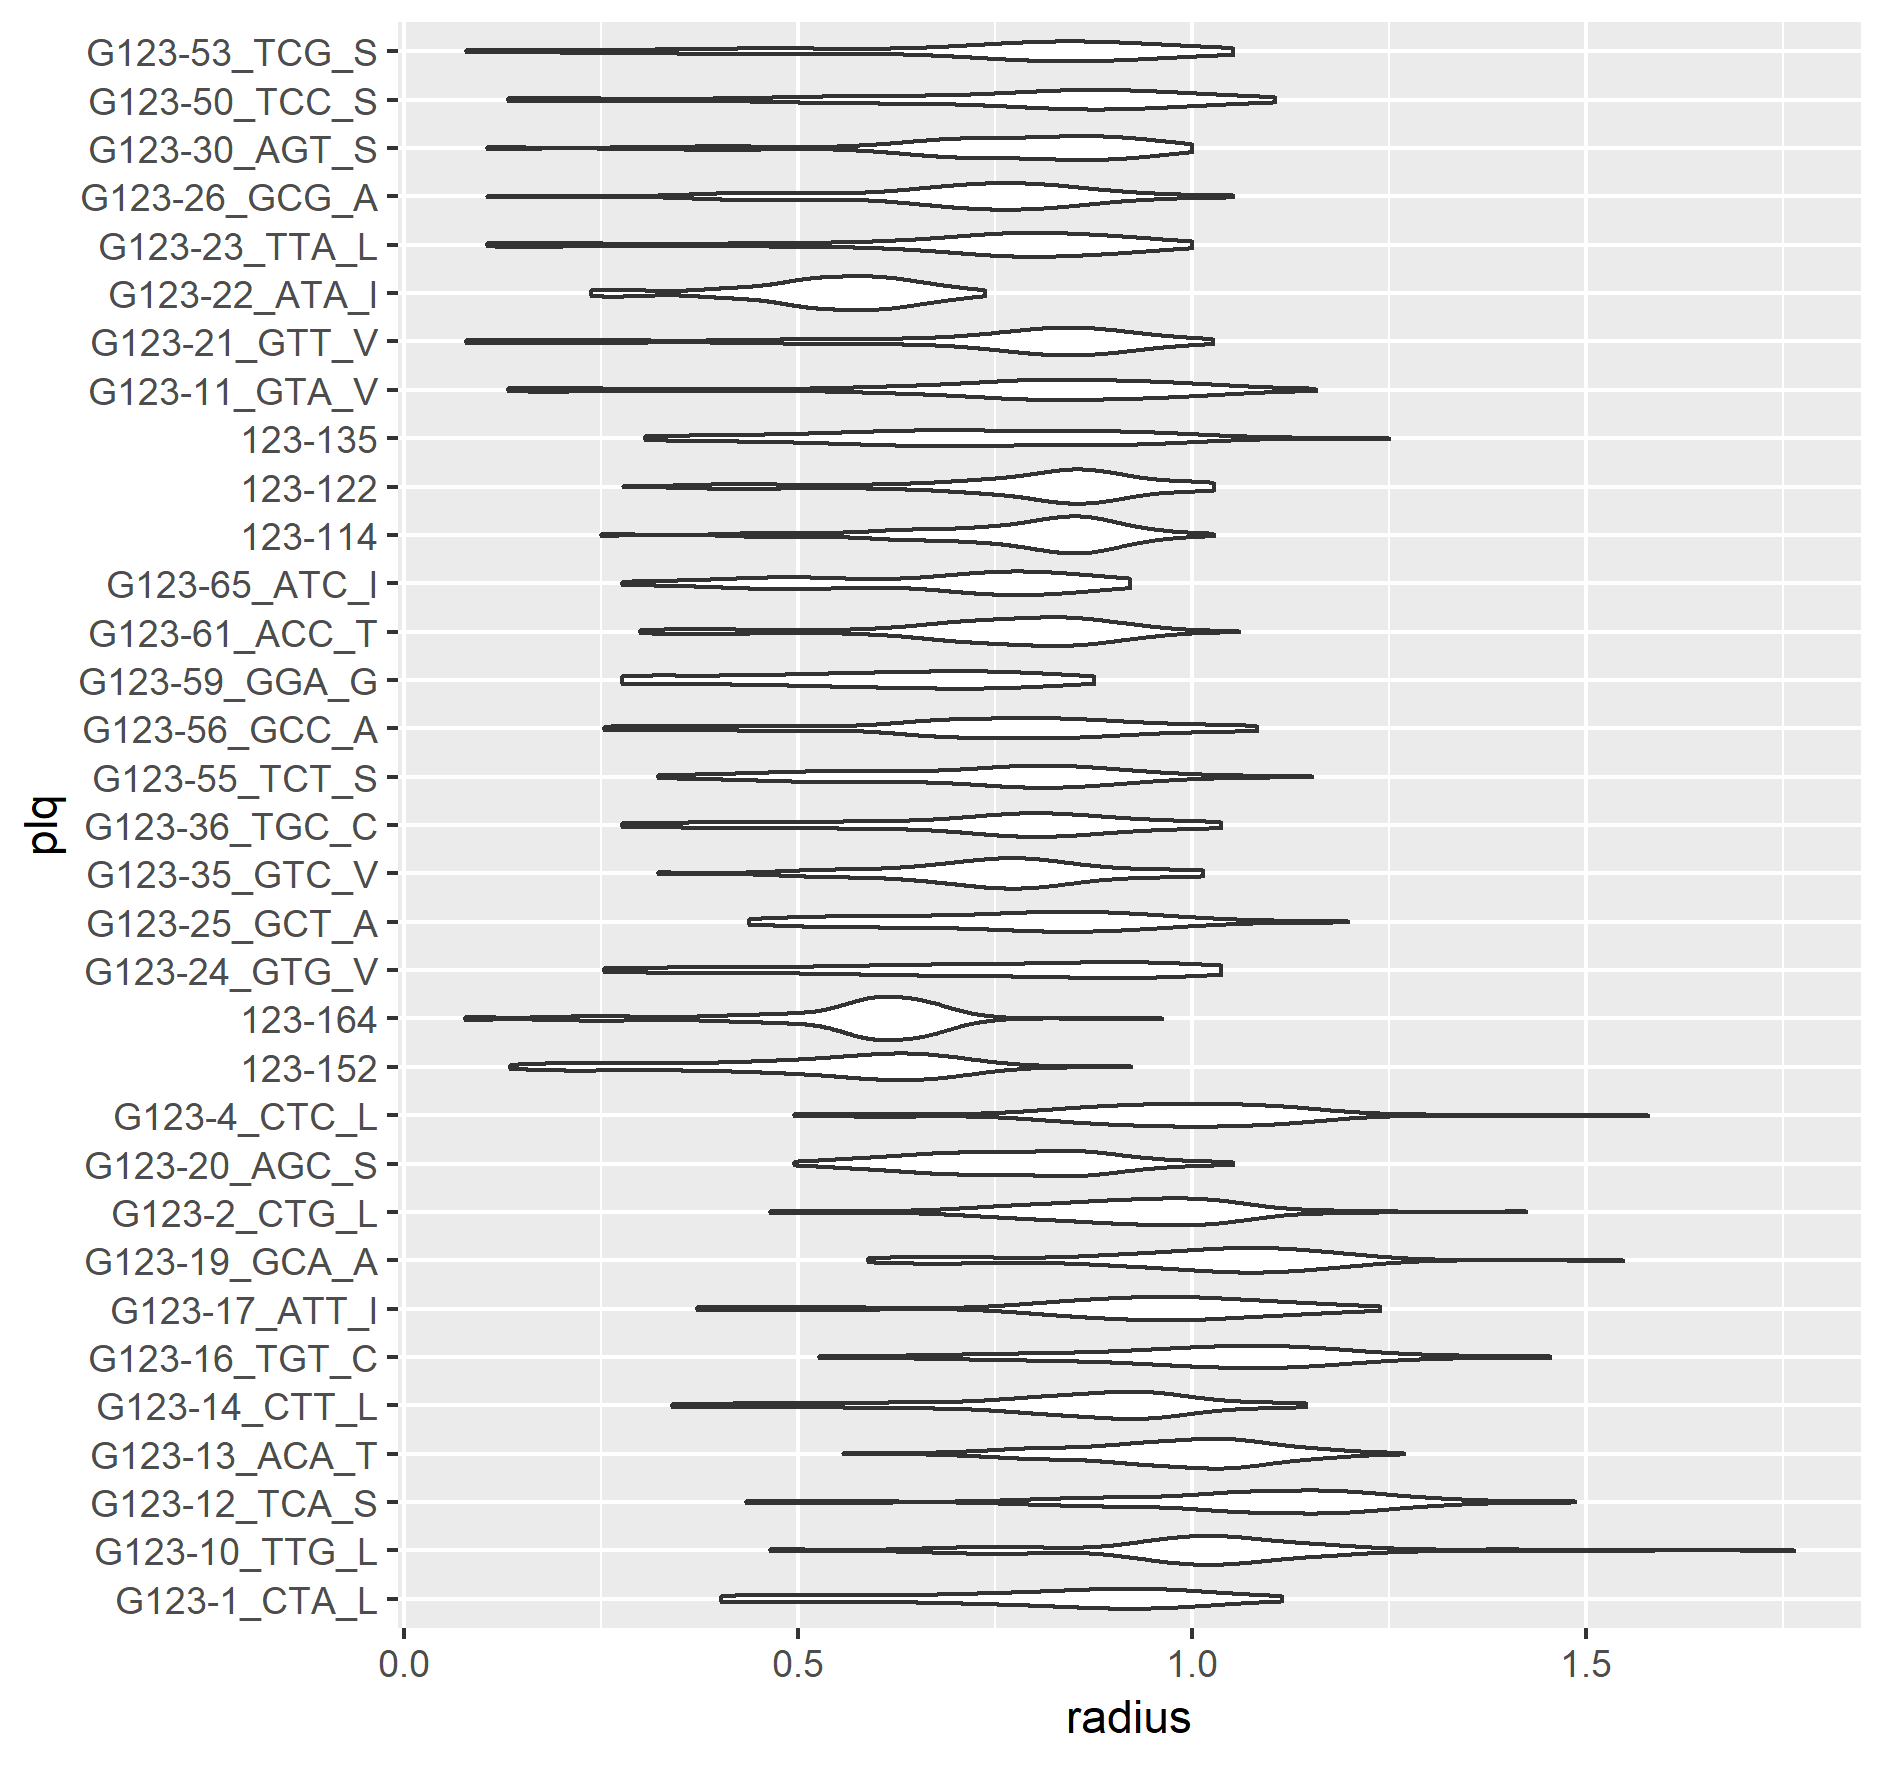 G123-53_TCG_S
G123-50_TCC_S
G123-30_AGT_S
G123-26_GCG_A
G123-23_TTA_L
G123-22_ATA_I
G123-21_GTT_V
G123-11_GTA_V
123-135
123-122
123-114
G123-65_ATC_I
G123-61_ACC_T
G123-59_GGA_G
G123-56_GCC_A
G123-55_TCT_S
G123-36_TGC_C
G123-35_GTC_V
G123-25_GCT_A
G123-24_GTG_V
123-164
123-152
G123-4_CTC_L
G123-20_AGC_S
G123-2_CTG_L
G123-19_GCA_A
G123-17_ATT_I
G123-16_TGT_C
G123-14_CTT_L
G123-13_ACA_T
G123-12_TCA_S
G123-10_TTG_L
G123-1_CTA_L
plq
0.0 0.5 1.0 1.5
radius